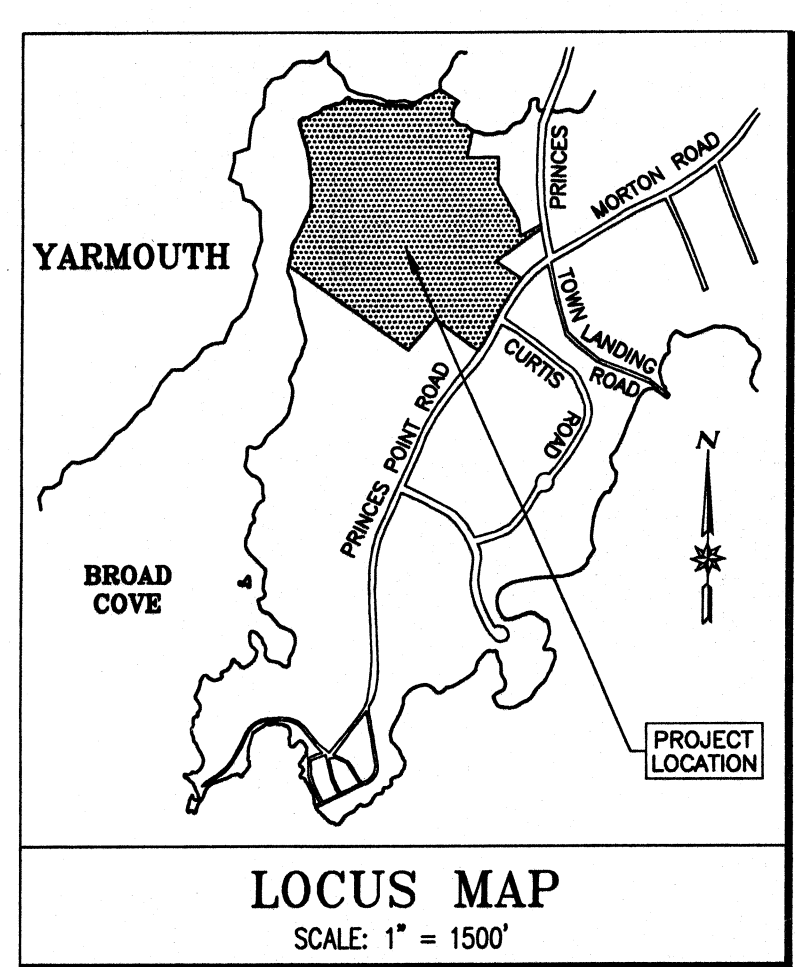 PRINCES
MORTON ROAD
YARMOUTH
TOWN LANDING
ROAD
CURTIS
ROAD
PRINCES POINT ROAD
N
BROAD
COVE
PROJECT
LOCATION
LOCUS MAP
SCALE: 1" = 1500'